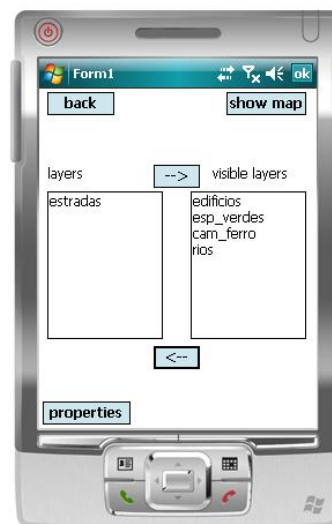 Form1
ok
back
show map
layers
-->
visible layers
estradas
edificios
esp_verdes
cam_ferro
rios
<--
properties